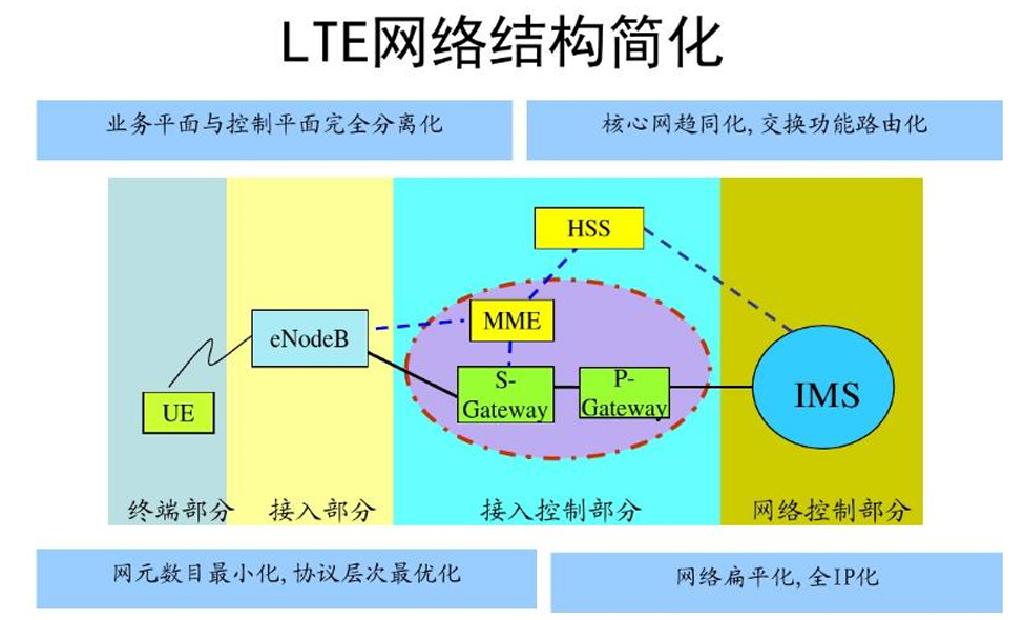 LTE网络结构简化
业务平面与控制平面完全分离化
核心网趋同化, 交换功能路由化
HSS
MME
eNodeB
S-
Gateway
P-
Gateway
IMS
UE
终端部分
接入部分
接入控制部分
网络控制部分
网元数目最小化, 协议层次最优化
网络扁平化, 全IP化